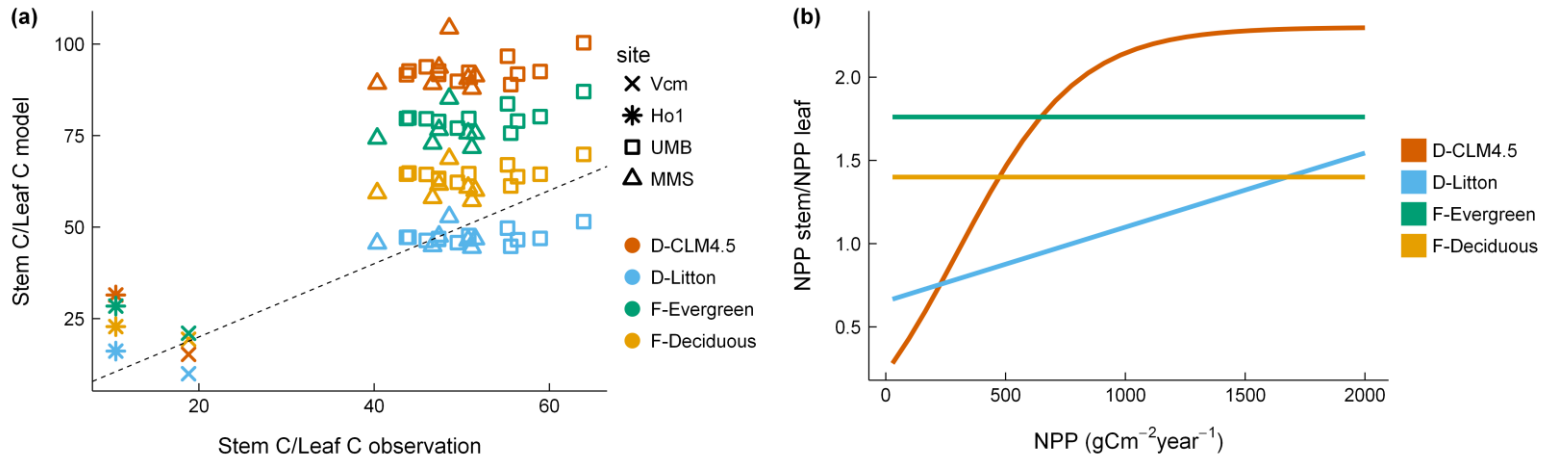 (a)
Stem C/Leaf C model
100
75
50
25
20
40
60
Stem C/Leaf C observation
site
Vcm
Ho1
UMB
MMS
D-CLM4.5
D-Litton
F-Evergreen
F-Deciduous
(b)
NPP stem/NPP leaf
2.0
1.5
1.0
0.5
0
500
1000
1500
2000
NPP (gCm⁻²year⁻¹)
D-CLM4.5
D-Litton
F-Evergreen
F-Deciduous